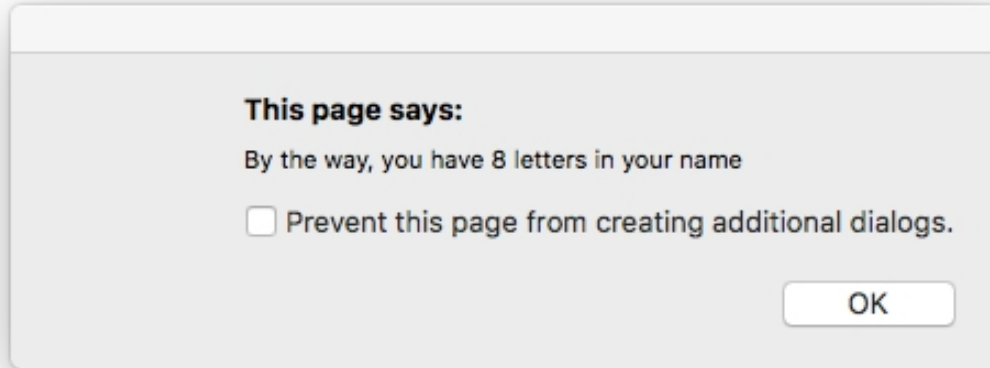 This page says:
By the way, you have 8 letters in your name
Prevent this page from creating additional dialogs.
OK